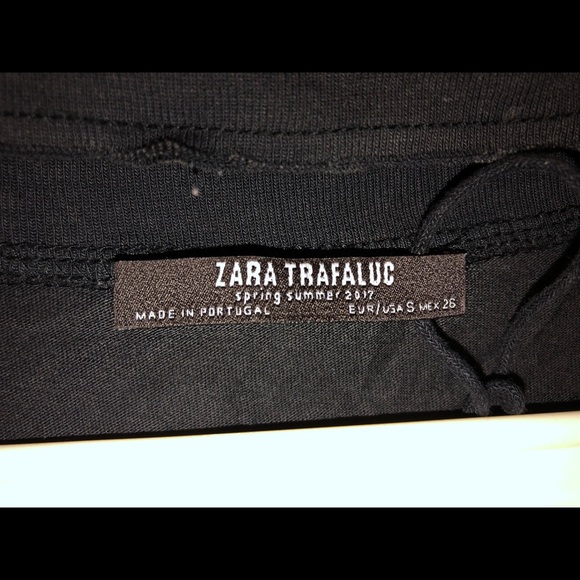 ZARA TRAFALUC
spring summer 2017
MADE IN PORTUGAL EUR/USA S MEX 26